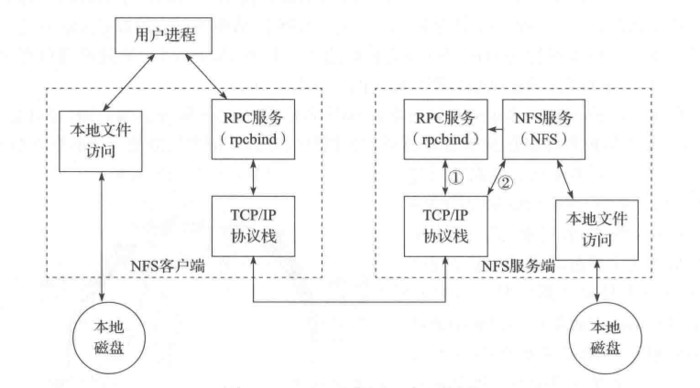 用户进程
本地文件
访问
RPC服务
（rpcbind）
TCP/IP
协议栈
NFS客户端
本地
磁盘
RPC服务
（rpcbind）
NFS服务
（NFS）
①
②
TCP/IP
协议栈
本地文件
访问
NFS服务端
本地
磁盘